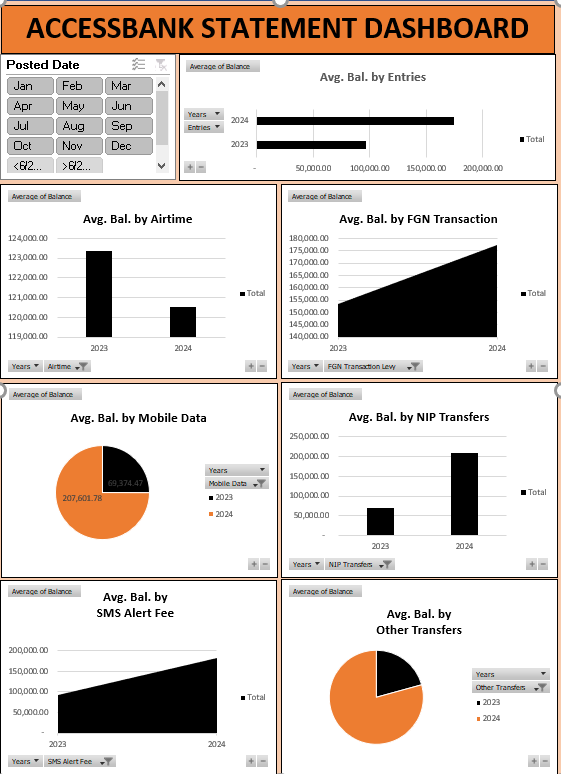 ACCESSBANK STATEMENT DASHBOARD
Posted Date
Jan Feb Mar
Apr May Jun
Jul Aug Sep
Oct Nov Dec
<6/2... >6/2...
Average of Balance
Avg. Bal. by Entries
Years
Entries
2024
2023
Total
- 50,000.00 100,000.00 150,000.00 200,000.00
Average of Balance
Avg. Bal. by Airtime
124,000.00
123,000.00
122,000.00
121,000.00
120,000.00
119,000.00
2023 2024
Total
Years Airtime
Average of Balance
Avg. Bal. by FGN Transaction
180,000.00
175,000.00
170,000.00
165,000.00
160,000.00
155,000.00
150,000.00
145,000.00
140,000.00
2023 2024
Total
Years FGN Transaction Levy
Average of Balance
Avg. Bal. by Mobile Data
69,374.47
207,601.78
Years
Mobile Data
2023
2024
Average of Balance
Avg. Bal. by NIP Transfers
250,000.00
200,000.00
150,000.00
100,000.00
50,000.00
-
2023 2024
Total
Years NIP Transfers
Average of Balance
Avg. Bal. by
SMS Alert Fee
200,000.00
150,000.00
100,000.00
50,000.00
-
2023 2024
Total
Years SMS Alert Fee
Average of Balance
Avg. Bal. by
Other Transfers
Years
Other Transfers
2023
2024